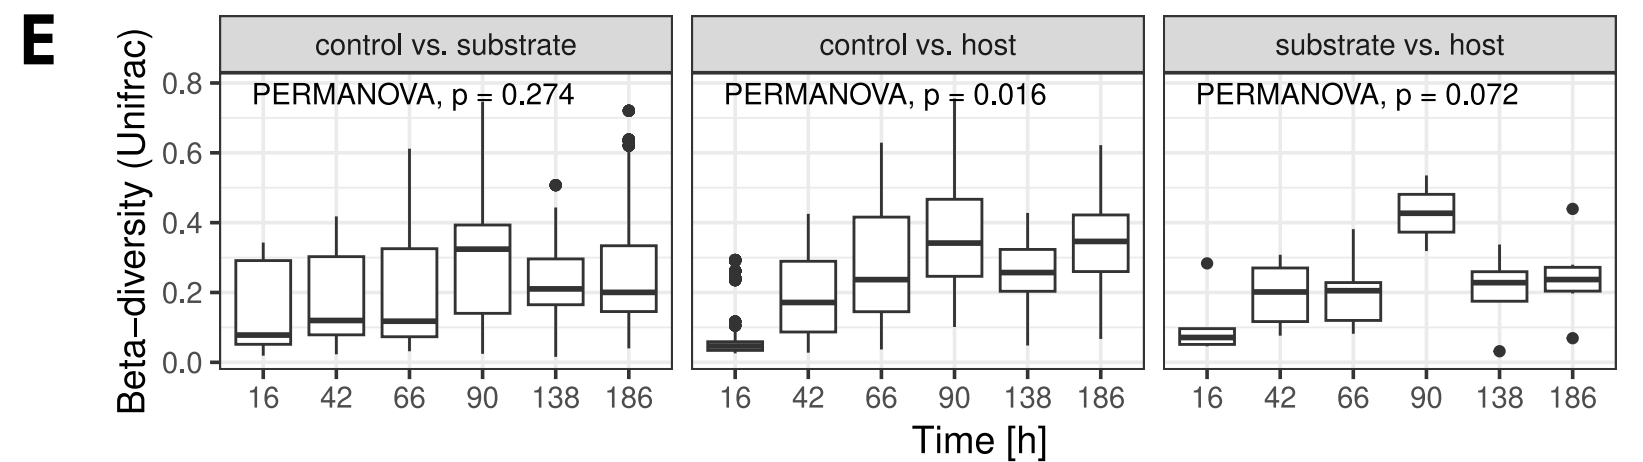 E
control vs. substrate
control vs. host
substrate vs. host
PERMANOVA, p = 0.274
PERMANOVA, p = 0.016
PERMANOVA, p = 0.072
Beta−diversity (Unifrac)
0.8
0.6
0.4
0.2
0.0
16 42 66 90 138 186
16 42 66 90 138 186
16 42 66 90 138 186
Time [h]